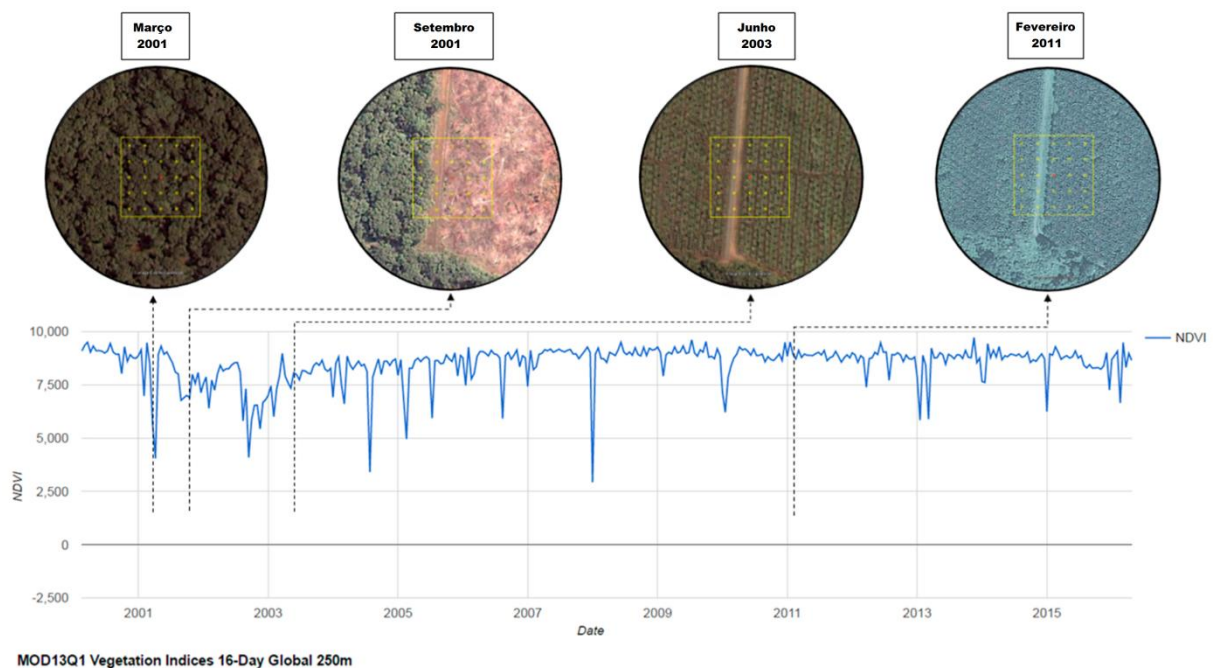 Março
2001
Setembro
2001
Junho
2003
Fevereiro
2011
10,000
7,500
5,000
2,500
0
-2,500
NDVI
NDVI
2001
2003
2005
2007
2009
2011
2013
2015
Date
MOD13Q1 Vegetation Indices 16-Day Global 250m